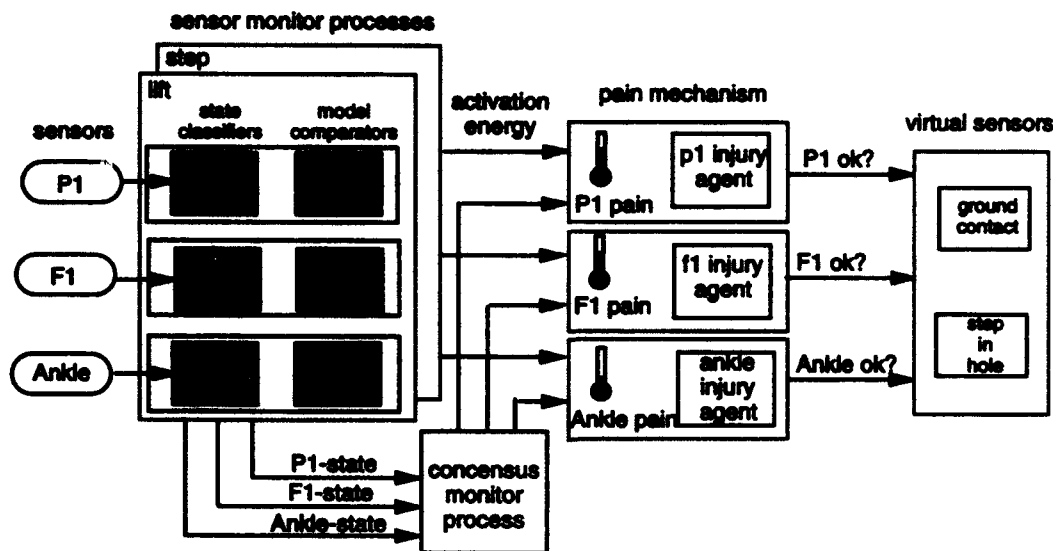 sensor monitor processes
step
lift
state
classifiers
model
comparators
sensors
P1
F1
Ankle
activation
energy
pain mechanism
p1 injury
agent
P1 pain
f1 injury
agent
F1 pain
ankle
injury
agent
Ankle pain
P1 ok?
F1 ok?
Ankle ok?
virtual sensors
ground
contact
step
in
hole
P1-state
F1-state
Ankle-state
concensus
monitor
process